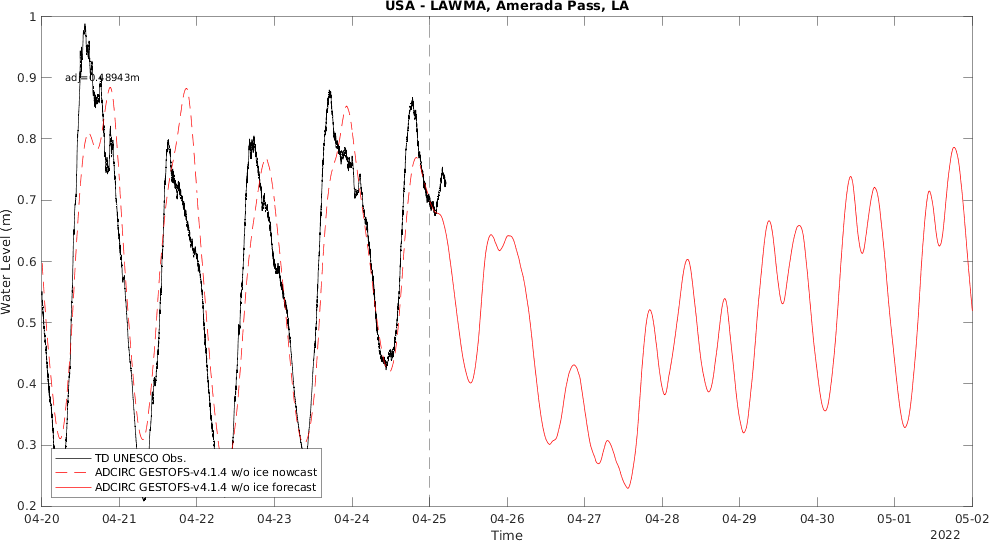 USA - LAWMA, Amerada Pass, LA
Water Level (m)
1
0.9
0.8
0.7
0.6
0.5
0.4
0.3
0.2
adj=0.48943m
TD UNESCO Obs.
ADCIRC GESTOFS-v4.1.4 w/o ice nowcast
ADCIRC GESTOFS-v4.1.4 w/o ice forecast
04-20 04-21 04-22 04-23 04-24 04-25 04-26 04-27 04-28 04-29 04-30 05-01 05-02
Time
2022